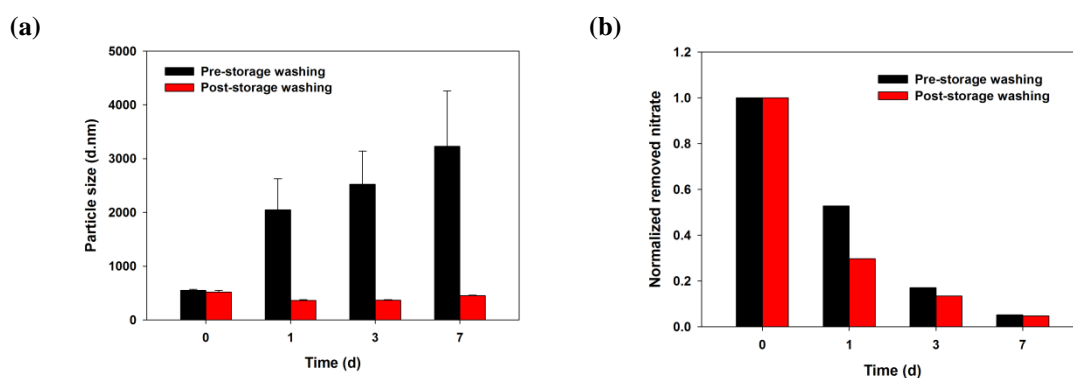 (a)
5000
4000
3000
2000
1000
0
Particle size (d.nm)
Pre-storage washing
Post-storage washing
0 1 3 7
Time (d)
(b)
1.2
1.0
0.8
0.6
0.4
0.2
0.0
Normalized removed nitrate
Pre-storage washing
Post-storage washing
0 1 3 7
Time (d)